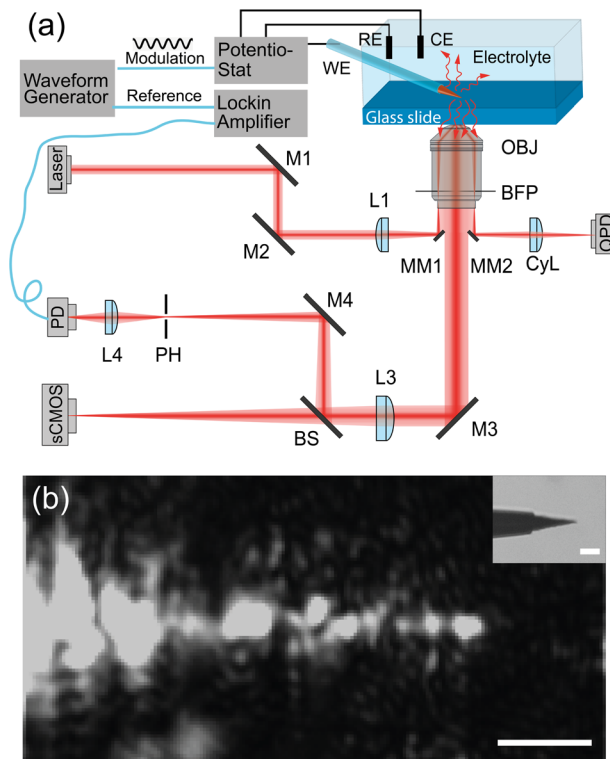 (a)
Modulation
Waveform
Generator
Reference
Potentio-
Stat
Lockin
Amplifier
WE
RE
CE
Electrolyte
Glass slide
OBJ
BFP
Laser
M1
M2
L1
MM1
MM2
CyL
QPD
PD
L4
PH
M4
L3
M3
BS
sCMOS
(b)